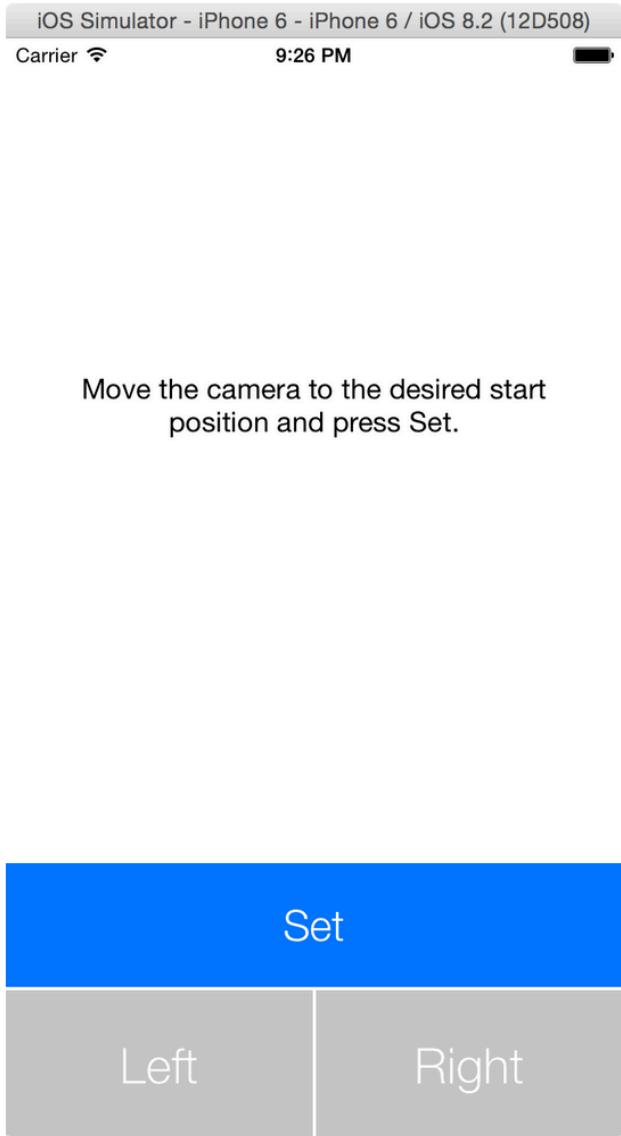 iOS Simulator - iPhone 6 - iPhone 6 / iOS 8.2 (12D508)
Carrier 9:26 PM
Move the camera to the desired start
position and press Set.
Set
Left Right